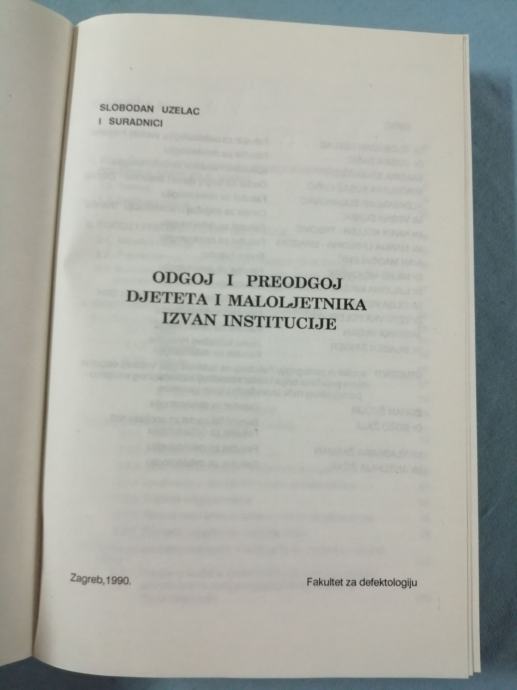 SLOBODAN UZELAC
I SURADNICI
ODGOJ I PREODGOJ
DJETETA I MALOLJETNIKA
IZVAN INSTITUCIJE
Zagreb,1990.
Fakultet za defektologiju